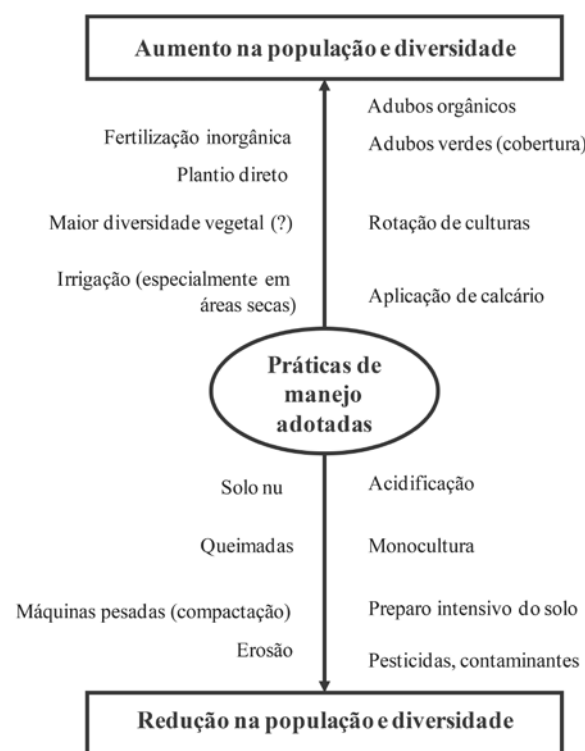 Aumento na população e diversidade
Adubos orgânicos
Fertilização inorgânica
Adubos verdes (cobertura)
Plantio direto
Maior diversidade vegetal (?)
Rotação de culturas
Irrigação (especialmente em
áreas secas)
Aplicação de calcário
Práticas de
manejo
adotadas
Solo nu
Acidificação
Queimadas
Monocultura
Máquinas pesadas (compactação)
Preparo intensivo do solo
Erosão
Pesticidas, contaminantes
Redução na população e diversidade